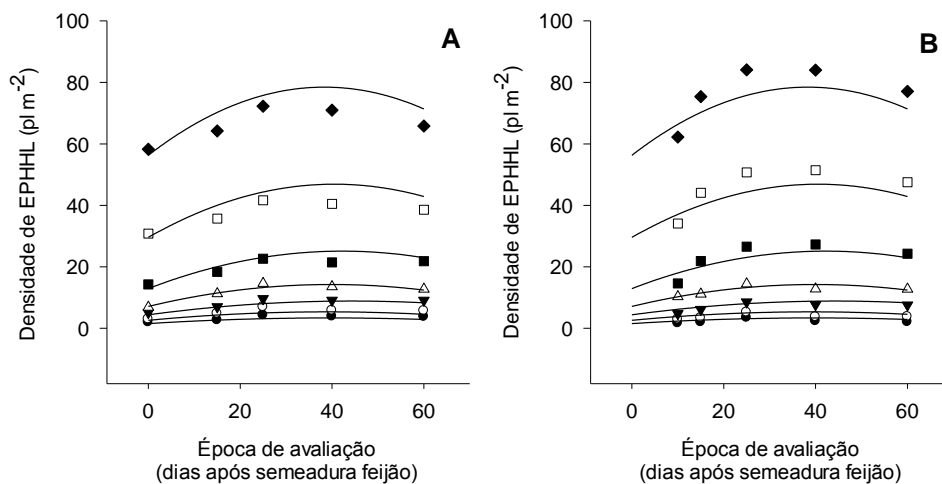 A
Densidade de EPHHL (pl m⁻²)
100
80
60
40
20
0
0 20 40 60
Época de avaliação
(dias após semeadura feijão)
B
Densidade de EPHHL (pl m⁻²)
100
80
60
40
20
0
0 20 40 60
Época de avaliação
(dias após semeadura feijão)